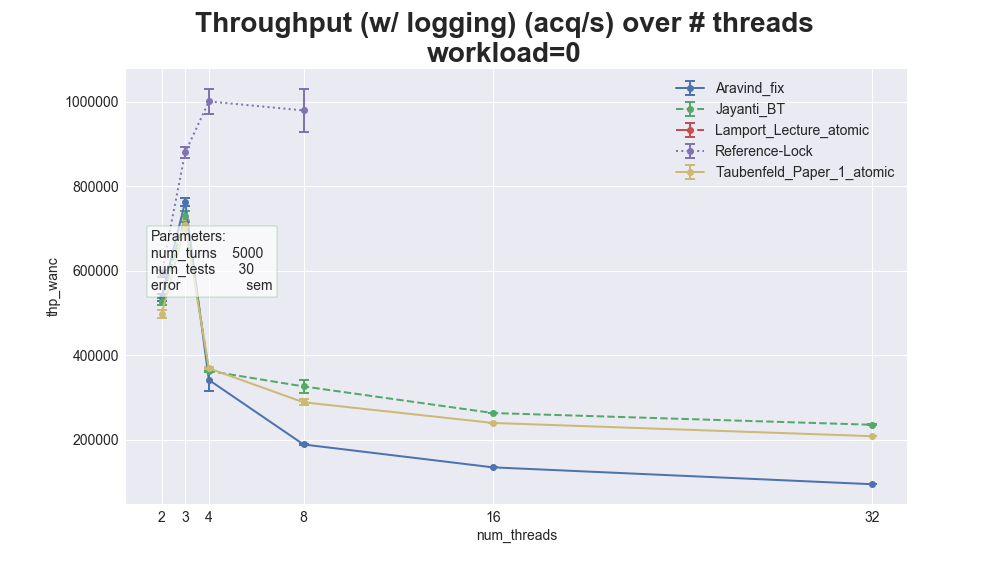 Throughput (w/ logging) (acq/s) over # threads
workload=0
1000000
800000
600000
400000
200000
thp_wanc
Aravind_fix
Jayanti_BT
Lamport_Lecture_atomic
Reference-Lock
Taubenfeld_Paper_1_atomic
Parameters:
num_turns 5000
num_tests 30
error sem
2 3 4 8 16 32
num_threads